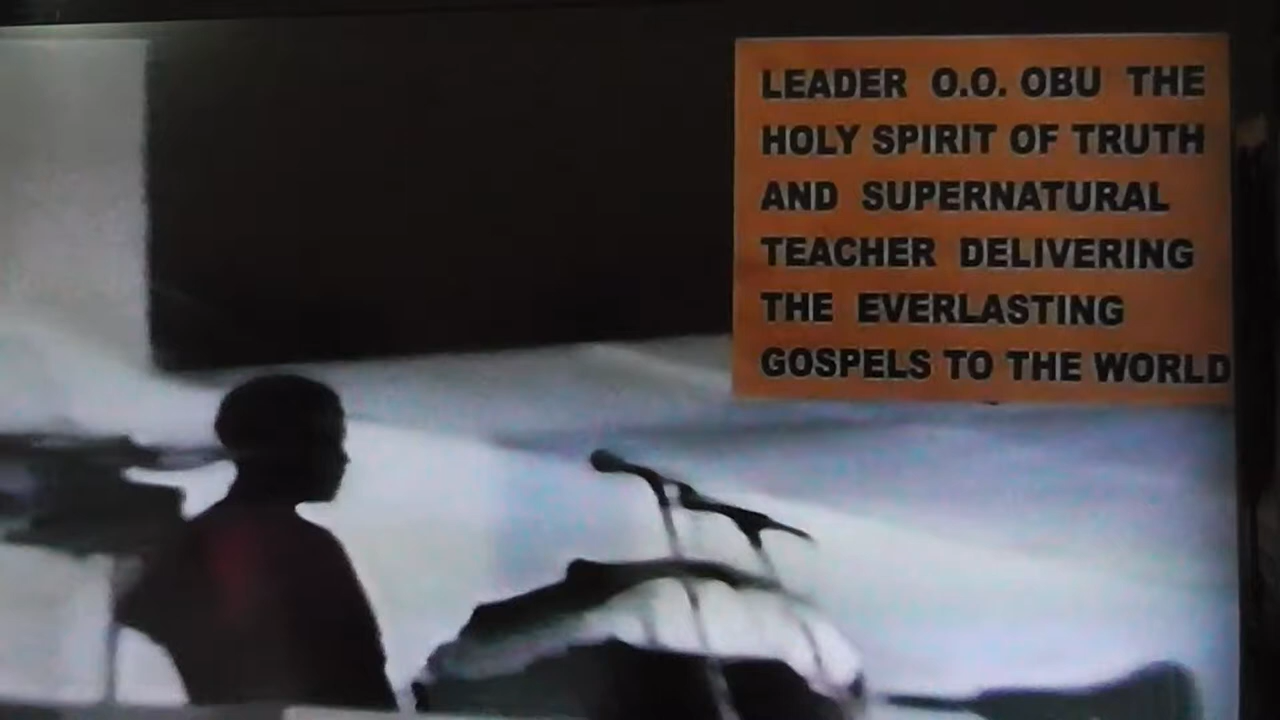 LEADER O.O. OBU THE
HOLY SPIRIT OF TRUTH
AND SUPERNATURAL
TEACHER DELIVERING
THE EVERLASTING
GOSPELS TO THE WORLD